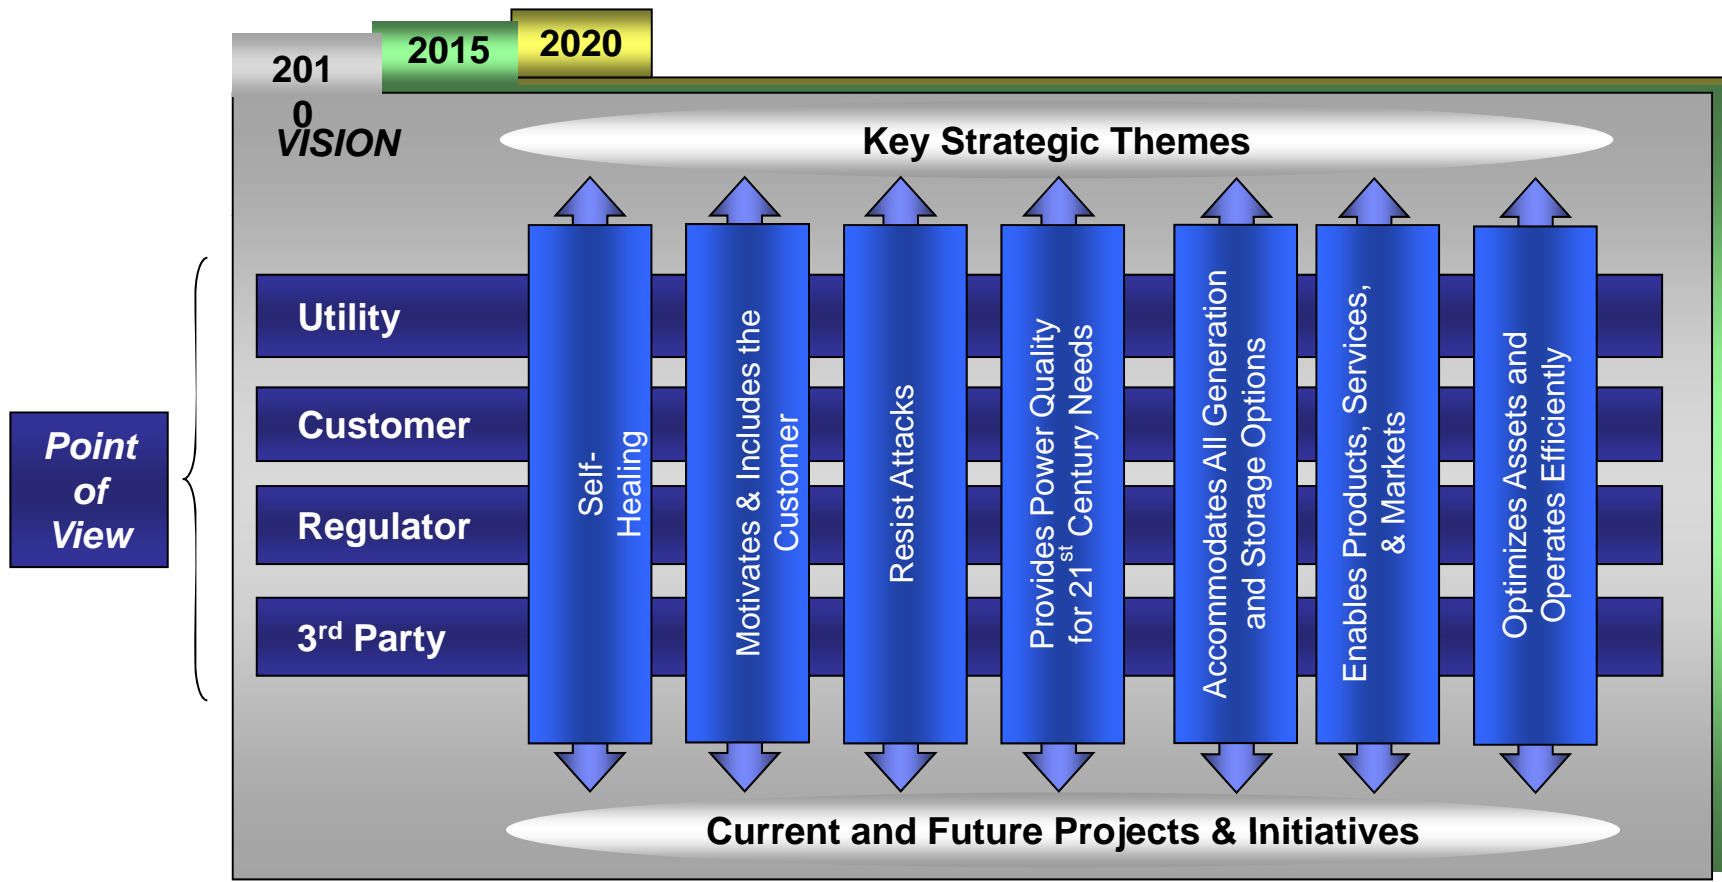 2010
2015
2020
VISION
Key Strategic Themes
Point
of
View
Utility
Customer
Regulator
3rd Party
Self-
Healing
Motivates & Includes the
Customer
Resist Attacks
Provides Power Quality
for 21st Century Needs
Accommodates All Generation
and Storage Options
Enables Products, Services,
& Markets
Optimizes Assets and
Operates Efficiently
Current and Future Projects & Initiatives